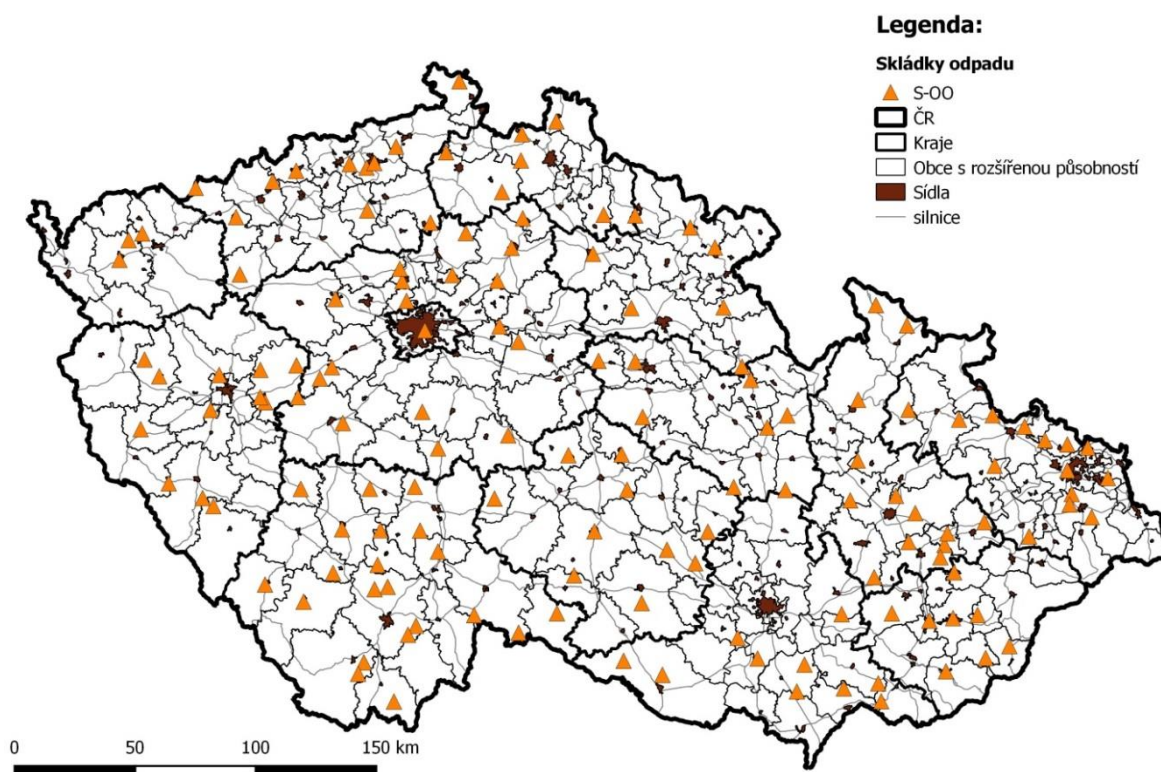 Legenda:
Skládky odpadu
S-OO
ČR
Kraje
Obce s rozšířenou působností
Sídla
silnice
0 50 100 150 km